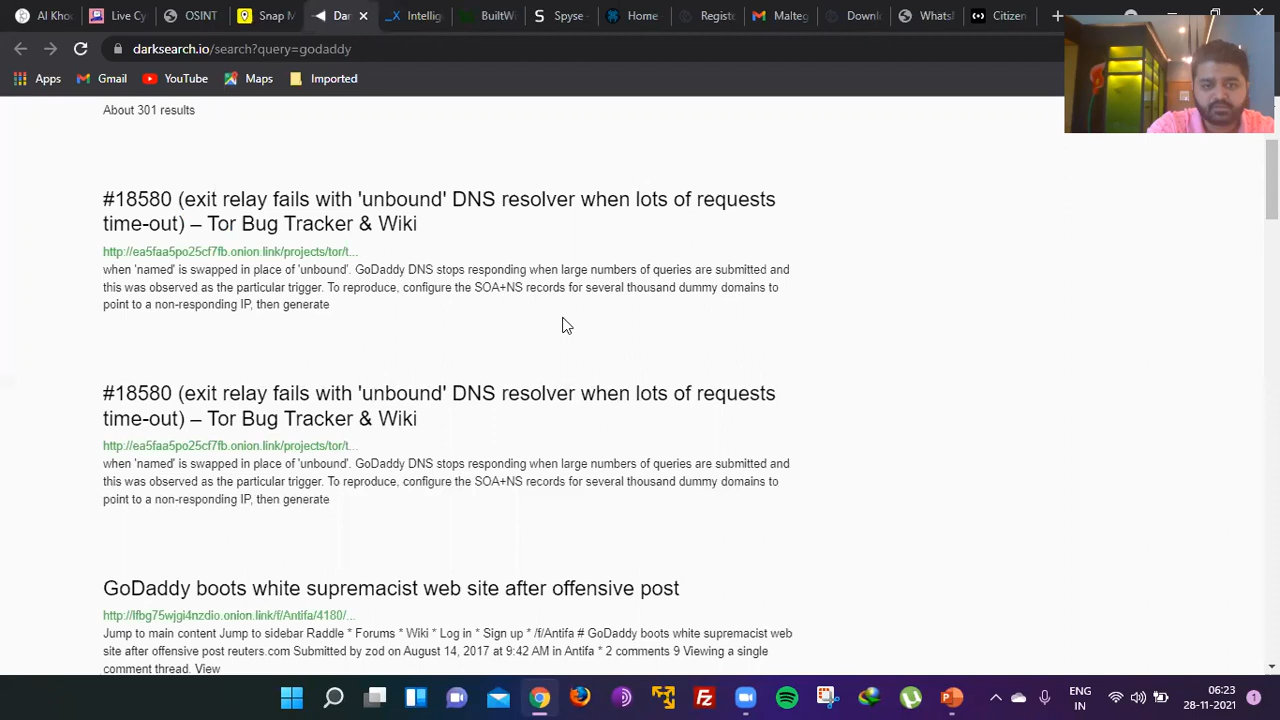 AI Kho
Live Cy
OSINT
Snap M
Dar
Intellig
BuiltWi
Spyse -
Home
Registe
Malteg
Downl
Whats
Citizen
darksearch.io/search?query=godaddy
Apps
Gmail
YouTube
Maps
Imported
About 301 results
#18580 (exit relay fails with 'unbound' DNS resolver when lots of requests
time-out) – Tor Bug Tracker & Wiki
http://ea5faa5po25cf7fb.onion.link/projects/tor/t...
when 'named' is swapped in place of 'unbound'. GoDaddy DNS stops responding when large numbers of queries are submitted and
this was observed as the particular trigger. To reproduce, configure the SOA+NS records for several thousand dummy domains to
point to a non-responding IP, then generate
#18580 (exit relay fails with 'unbound' DNS resolver when lots of requests
time-out) – Tor Bug Tracker & Wiki
http://ea5faa5po25cf7fb.onion.link/projects/tor/t...
when 'named' is swapped in place of 'unbound'. GoDaddy DNS stops responding when large numbers of queries are submitted and
this was observed as the particular trigger. To reproduce, configure the SOA+NS records for several thousand dummy domains to
point to a non-responding IP, then generate
GoDaddy boots white supremacist web site after offensive post
http://lfbg75wjgi4nzdio.onion.link/f/Antifa/4180/...
Jump to main content Jump to sidebar Raddle * Forums * Wiki * Log in * Sign up * /f/Antifa # GoDaddy boots white supremacist web
site after offensive post reuters.com Submitted by zod on August 14, 2017 at 9:42 AM in Antifa * 2 comments 9 Viewing a single
comment thread. View
ENG
IN
06:23
28-11-2021
1